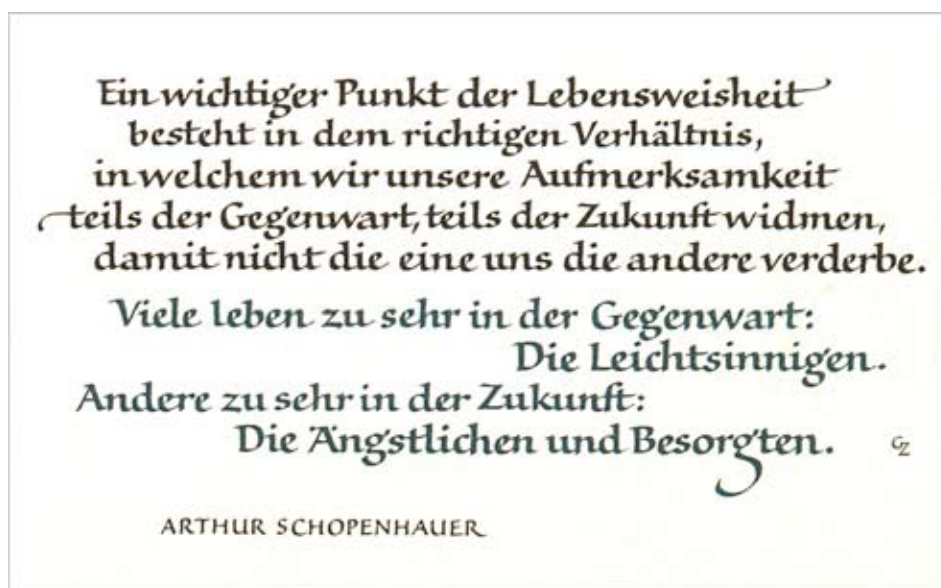 Ein wichtiger Punkt der Lebensweisheit
besteht in dem richtigen Verhältnis,
in welchem wir unsere Aufmerksamkeit
teils der Gegenwart, teils der Zukunft widmen,
damit nicht die eine uns die andere verderbe.
Viele leben zu sehr in der Gegenwart:
Die Leichtsinnigen.
Andere zu sehr in der Zukunft:
Die Ängstlichen und Besorgten.
GZ
ARTHUR SCHOPENHAUER